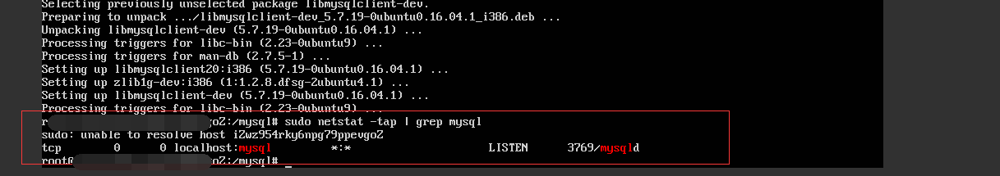 Selecting previously unselected package libmysqlclient-dev.
Preparing to unpack .../libmysqlclient-dev_5.7.19-0ubuntu0.16.04.1_i386.deb ...
Unpacking libmysqlclient-dev (5.7.19-0ubuntu0.16.04.1) ...
Processing triggers for libc-bin (2.23-0ubuntu9) ...
Processing triggers for man-db (2.7.5-1) ...
Setting up libmysqlclient20:i386 (5.7.19-0ubuntu0.16.04.1) ...
Setting up zlib1g-dev:i386 (1:1.2.8.dfsg-2ubuntu4.1) ...
Setting up libmysqlclient-dev (5.7.19-0ubuntu0.16.04.1) ...
Processing triggers for libc-bin (2.23-0ubuntu9) ...
r goZ:/mysql# sudo netstat -tap | grep mysql
sudo: unable to resolve host iZwz954rky6npg79ppevgoZ
tcp 0 0 localhost:mysql *:* LISTEN 3769/mysqld
root@ goZ:/mysql# _